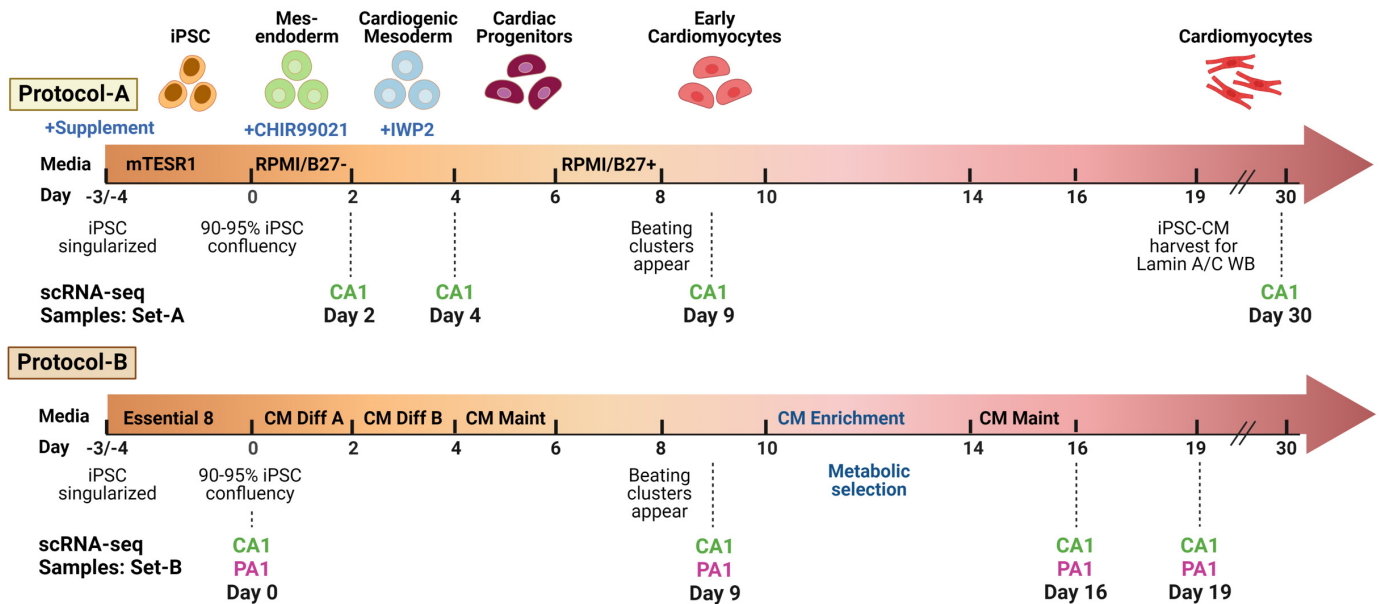 iPSC
Mes-
endoderm
Cardiogenic
Mesoderm
Cardiac
Progenitors
Early
Cardiomyocytes
Cardiomyocytes
Protocol-A
+Supplement
+CHIR99021
+IWP2
Media
mTESR1
RPMI/B27-
RPMI/B27+
Day
-3/-4 0 2 4 6 8 10 14 16 19 30
iPSC
singularized
90-95% iPSC
confluency
Beating
clusters
appear
iPSC-CM
harvest for
Lamin A/C WB
scRNA-seq
Samples: Set-A
CA1
Day 2
CA1
Day 4
CA1
Day 9
CA1
Day 30
Protocol-B
Media
Essential 8
CM Diff A
CM Diff B
CM Maint
CM Enrichment
CM Maint
Day
-3/-4 0 2 4 6 8 10 14 16 19 30
iPSC
singularized
90-95% iPSC
confluency
Beating
clusters
appear
Metabolic
selection
scRNA-seq
Samples: Set-B
CA1
PA1
Day 0
CA1
PA1
Day 9
CA1
PA1
Day 16
CA1
PA1
Day 19